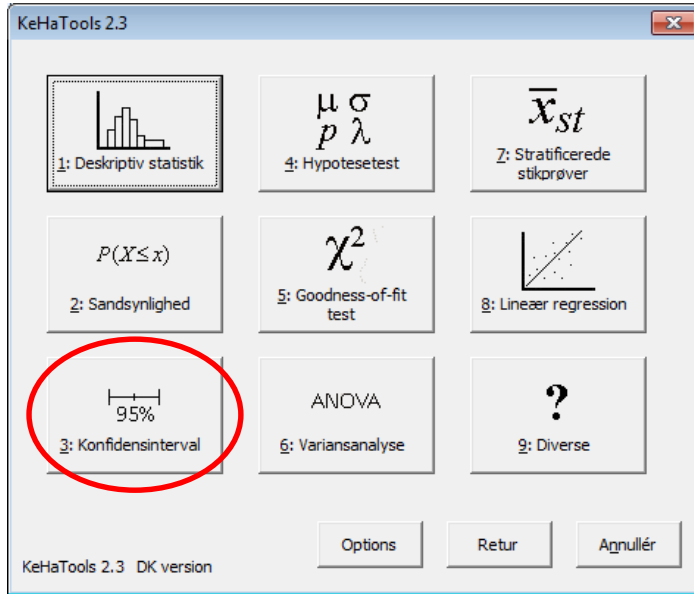 KeHaTools 2.3
1: Deskriptiv statistik
μ σ
p λ
4: Hypotesetest
x̅st
7: Stratificerede
stikprøver
P(X≤x)
2: Sandsynlighed
χ²
5: Goodness-of-fit
test
8: Lineær regression
95%
3: Konfidensinterval
ANOVA
6: Variansanalyse
?
9: Diverse
Options
Retur
Annullér
KeHaTools 2.3 DK version